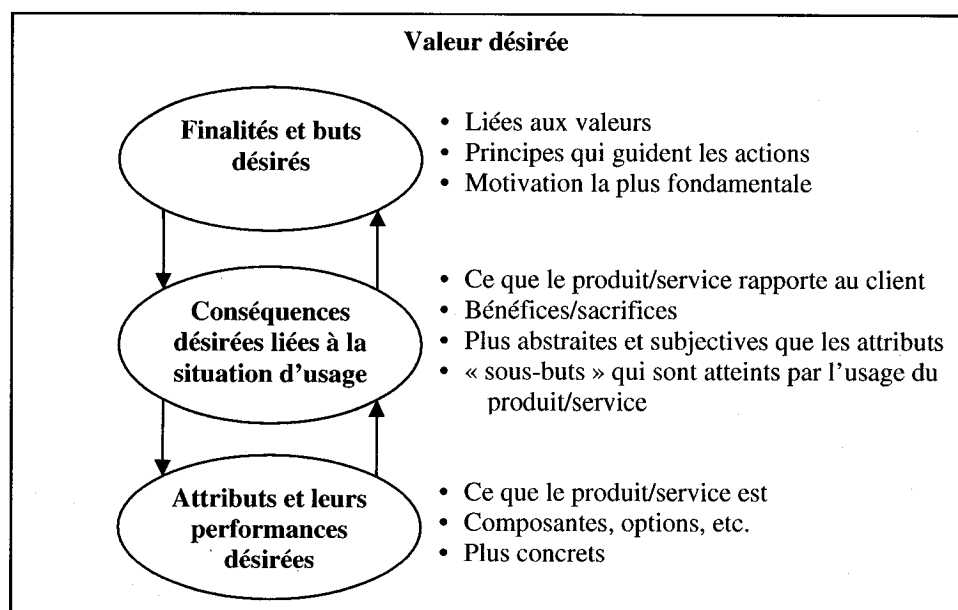 Valeur désirée
Finalités et buts
désirés
• Liées aux valeurs
• Principes qui guident les actions
• Motivation la plus fondamentale
Conséquences
désirées liées à la
situation d’usage
• Ce que le produit/service rapporte au client
• Bénéfices/sacrifices
• Plus abstraites et subjectives que les attributs
• « sous-buts » qui sont atteints par l’usage du
produit/service
Attributs et leurs
performances
désirées
• Ce que le produit/service est
• Composantes, options, etc.
• Plus concrets